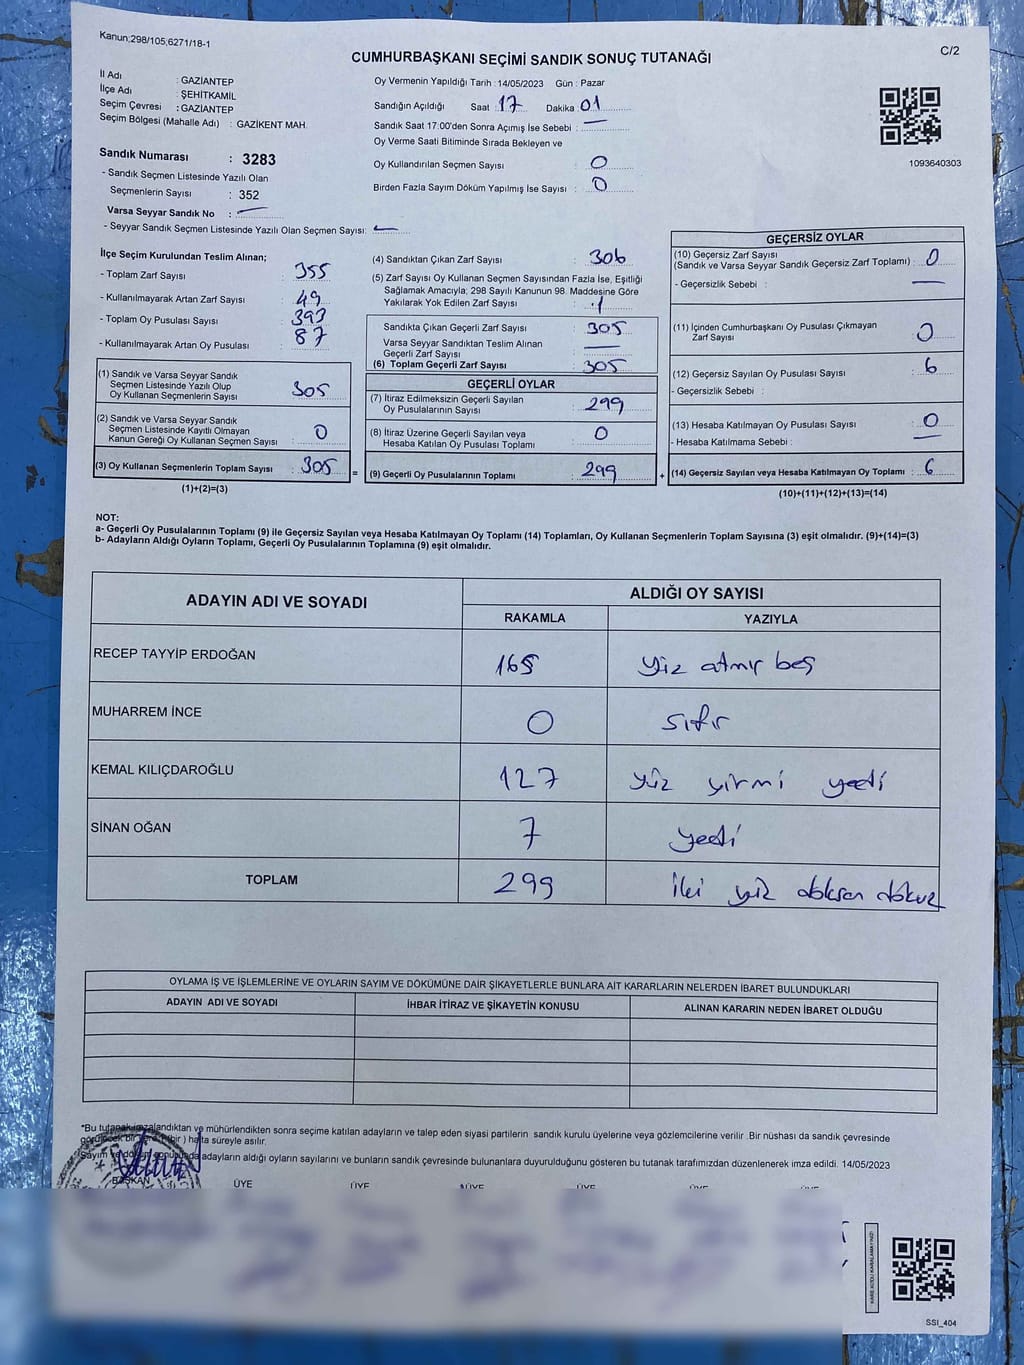 Kanun;298/105;6271/18-1
CUMHURBAŞKANI SEÇİMİ SANDIK SONUÇ TUTANAĞI
C/2
İl Adı : GAZİANTEP
İlçe Adı : ŞEHİTKAMİL
Seçim Çevresi : GAZİANTEP
Seçim Bölgesi (Mahalle Adı) : GAZİKENT MAH.
Sandık Numarası : 3283
- Sandık Seçmen Listesinde Yazılı Olan
Seçmenlerin Sayısı : 352
Varsa Seyyar Sandık No : —
- Seyyar Sandık Seçmen Listesinde Yazılı Olan Seçmen Sayısı: —
Oy Vermenin Yapıldığı Tarih : 14/05/2023 Gün : Pazar
Sandığın Açıldığı Saat : 17 Dakika : 01
Sandık Saat 17:00'den Sonra Açımış İse Sebebi : —
Oy Verme Saati Bitiminde Sırada Bekleyen ve
Oy Kullandırılan Seçmen Sayısı : 0
Birden Fazla Sayım Döküm Yapılmış İse Sayısı : 0
1093640303
İlçe Seçim Kurulundan Teslim Alınan;
- Toplam Zarf Sayısı : 355
- Kullanılmayarak Artan Zarf Sayısı : 49
- Toplam Oy Pusulası Sayısı : 393
- Kullanılmayarak Artan Oy Pusulası : 87
(1) Sandık ve Varsa Seyyar Sandık
Seçmen Listesinde Yazılı Olup
Oy Kullanan Seçmenlerin Sayısı : 305
(2) Sandık ve Varsa Seyyar Sandık
Seçmen Listesinde Kayıtlı Olmayan
Kanun Gereği Oy Kullanan Seçmen Sayısı : 0
(3) Oy Kullanan Seçmenlerin Toplam Sayısı : 305
(1)+(2)=(3)
(4) Sandıktan Çıkan Zarf Sayısı : 306
(5) Zarf Sayısı Oy Kullanan Seçmen Sayısından Fazla İse, Eşitliği
Sağlamak Amacıyla; 298 Sayılı Kanunun 98. Maddesine Göre
Yakılarak Yok Edilen Zarf Sayısı : 1
Sandıkta Çıkan Geçerli Zarf Sayısı : 305
Varsa Seyyar Sandıktan Teslim Alınan
Geçerli Zarf Sayısı : —
(6) Toplam Geçerli Zarf Sayısı : 305
GEÇERLİ OYLAR
(7) İtiraz Edilmeksizin Geçerli Sayılan
Oy Pusulalarının Sayısı : 299
(8) İtiraz Üzerine Geçerli Sayılan veya
Hesaba Katılan Oy Pusulası Toplamı : 0
= (9) Geçerli Oy Pusulalarının Toplamı : 299
GEÇERSİZ OYLAR
(10) Geçersiz Zarf Sayısı
(Sandık ve Varsa Seyyar Sandık Geçersiz Zarf Toplamı) : 0
- Geçersizlik Sebebi : —
(11) İçinden Cumhurbaşkanı Oy Pusulası Çıkmayan
Zarf Sayısı : 0
(12) Geçersiz Sayılan Oy Pusulası Sayısı : 6
- Geçersizlik Sebebi :
(13) Hesaba Katılmayan Oy Pusulası Sayısı : 0
- Hesaba Katılmama Sebebi : —
+ (14) Geçersiz Sayılan veya Hesaba Katılmayan Oy Toplamı : 6
(10)+(11)+(12)+(13)=(14)
NOT:
a- Geçerli Oy Pusulalarının Toplamı (9) ile Geçersiz Sayılan veya Hesaba Katılmayan Oy Toplamı (14) Toplamları, Oy Kullanan Seçmenlerin Toplam Sayısına (3) eşit olmalıdır. (9)+(14)=(3)
b- Adayların Aldığı Oyların Toplamı, Geçerli Oy Pusulalarının Toplamına (9) eşit olmalıdır.
ADAYIN ADI VE SOYADI ALDIĞI OY SAYISI
RAKAMLA YAZIYLA
RECEP TAYYİP ERDOĞAN 165 yüz atmış beş
MUHARREM İNCE 0 sıfır
KEMAL KILIÇDAROĞLU 127 yüz yirmi yedi
SİNAN OĞAN 7 yedi
TOPLAM 299 iki yüz doksan dokuz
OYLAMA İŞ VE İŞLEMLERİNE VE OYLARIN SAYIM VE DÖKÜMÜNE DAİR ŞİKAYETLERLE BUNLARA AİT KARARLARIN NELERDEN İBARET BULUNDUKLARI
ADAYIN ADI VE SOYADI İHBAR İTİRAZ VE ŞİKAYETİN KONUSU ALINAN KARARIN NEDEN İBARET OLDUĞU
*Bu tutanak imzalandıktan ve mühürlendikten sonra seçime katılan adayların ve talep eden siyasi partilerin sandık kurulu üyelerine veya gözlemcilerine verilir .Bir nüshası da sandık çevresinde
görülecek bir yere ( bir ) hafta süreyle asılır.
Sayım ve döküm sonucunda adayların aldığı oyların sayılarını ve bunların sandık çevresinde bulunanlara duyurulduğunu gösteren bu tutanak tarafımızdan düzenlenerek imza edildi. 14/05/2023
BAŞKAN ÜYE ÜYE ÜYE ÜYE ÜYE
SSI_404